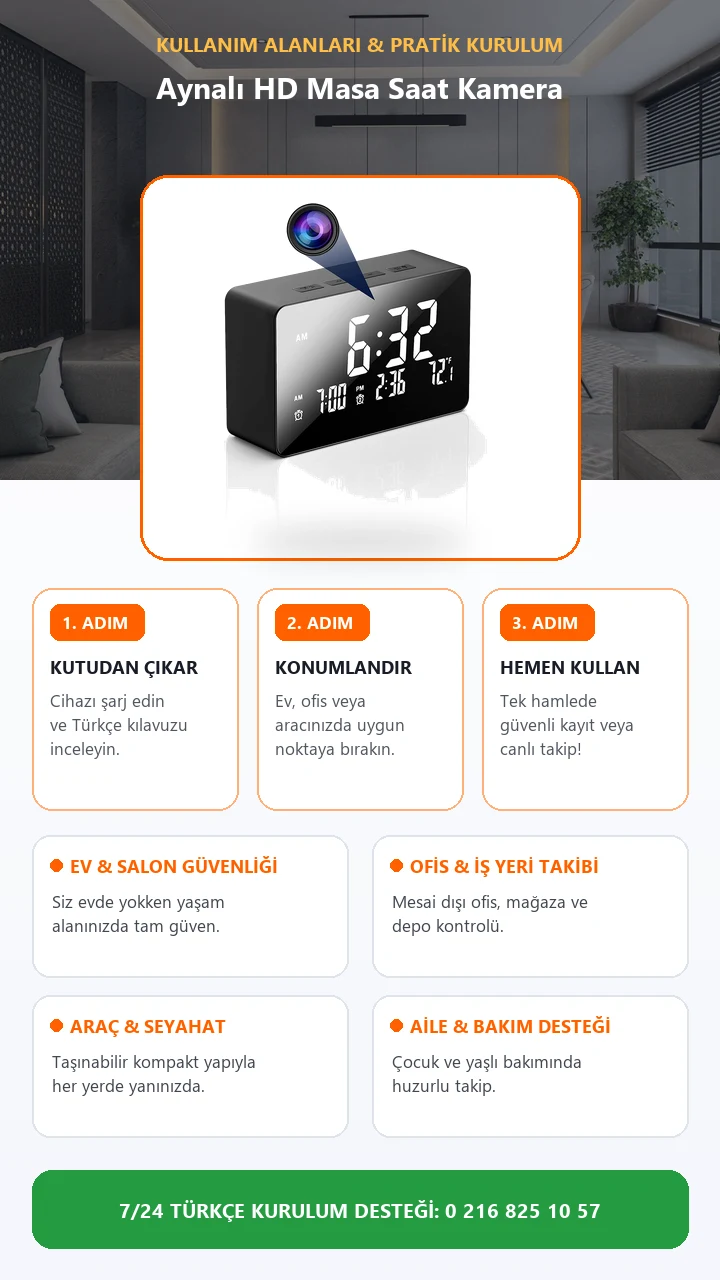 KULLANIM ALANLARI & PRATİK KURULUM
Aynalı HD Masa Saat Kamera
AM
6:32
AM
7:00
PM
2:36
72.1
°F
1. ADIM
KUTUDAN ÇIKAR
Cihazı şarj edin
ve Türkçe kılavuzu
inceleyin.
2. ADIM
KONUMLANDIR
Ev, ofis veya
aracınızda uygun
noktaya bırakın.
3. ADIM
HEMEN KULLAN
Tek hamlede
güvenli kayıt veya
canlı takip!
EV & SALON GÜVENLİĞİ
Siz evde yokken yaşam
alanınızda tam güven.
OFİS & İŞ YERİ TAKİBİ
Mesai dışı ofis, mağaza ve
depo kontrolü.
ARAÇ & SEYAHAT
Taşınabilir kompakt yapıyla
her yerde yanınızda.
AİLE & BAKIM DESTEĞİ
Çocuk ve yaşlı bakımında
huzurlu takip.
7/24 TÜRKÇE KURULUM DESTEĞİ: 0 216 825 10 57